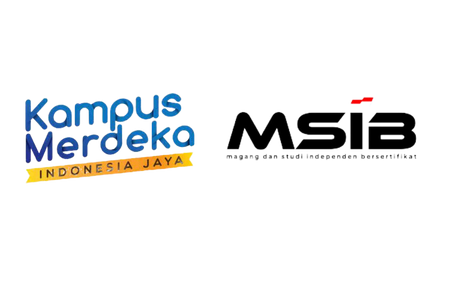 Kampus
Merdeka
INDONESIA JAYA
MSIB
magang dan studi independen bersertifikat